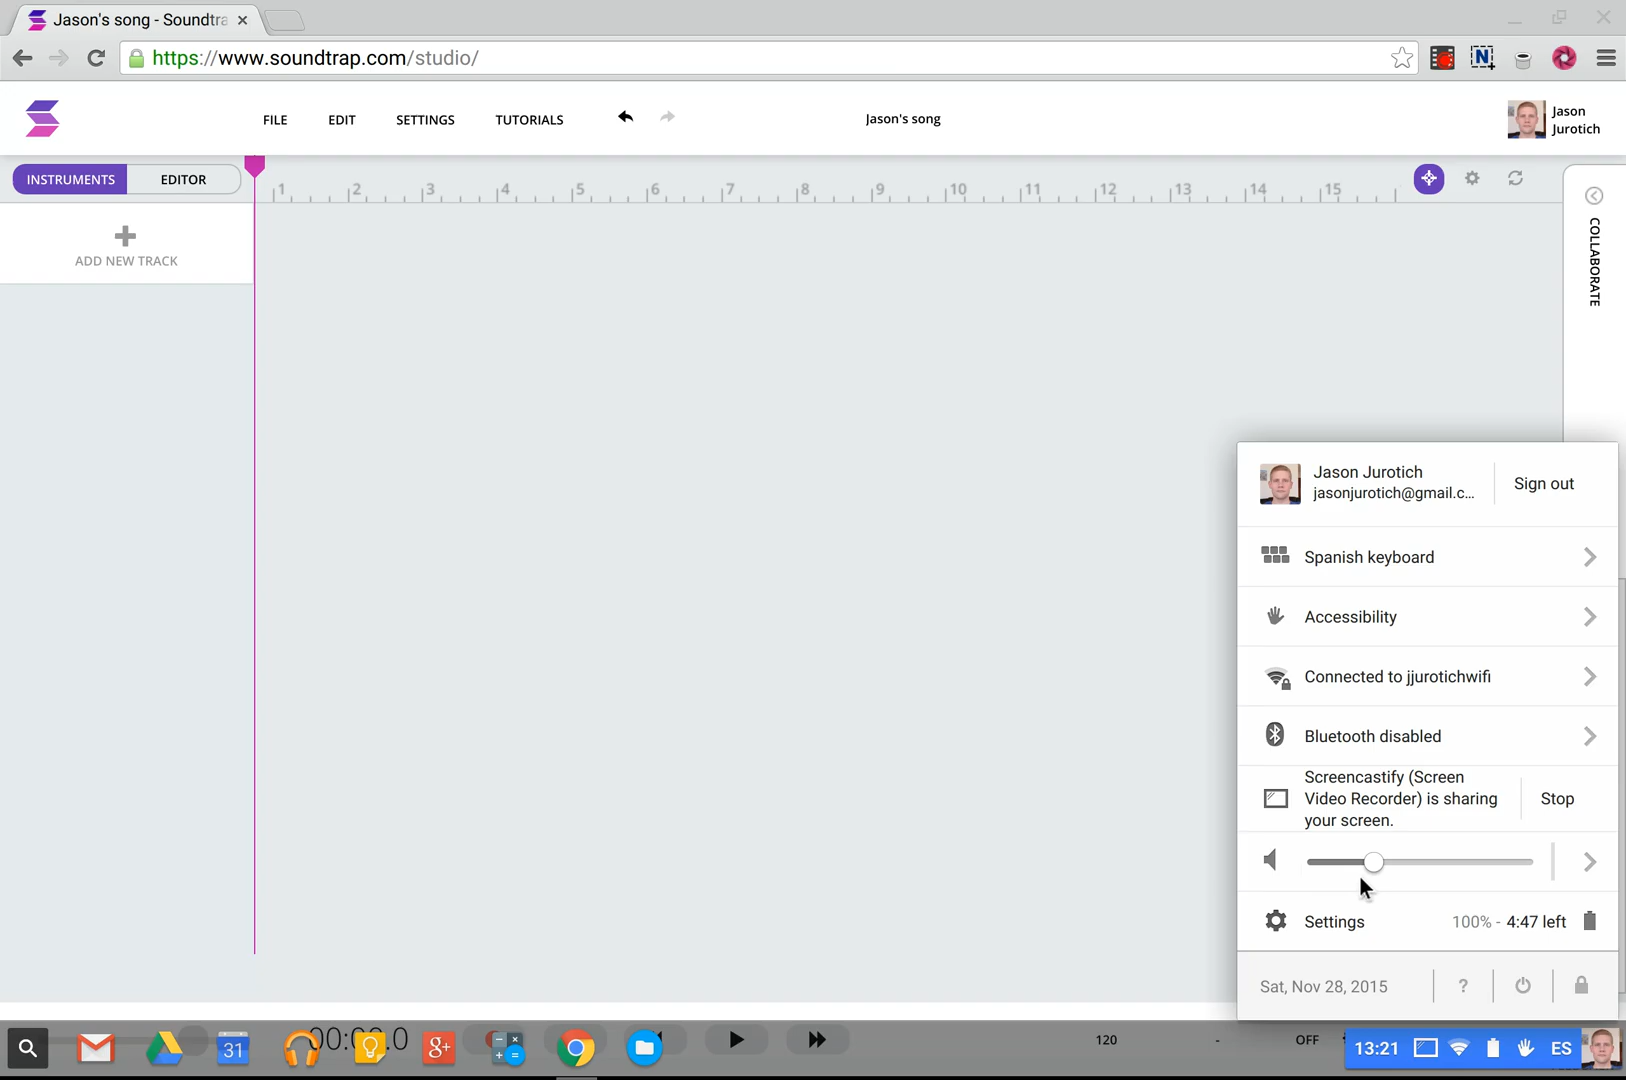 Jason's song - Soundtra
https://www.soundtrap.com/studio/
FILE
EDIT
SETTINGS
TUTORIALS
Jason's song
Jason
Jurotich
INSTRUMENTS
EDITOR
1 2 3 4 5 6 7 8 9 10 11 12 13 14 15
ADD NEW TRACK
COLLABORATE
Jason Jurotich
jasonjurotich@gmail.c...
Sign out
Spanish keyboard
Accessibility
Connected to jjurotichwifi
Bluetooth disabled
Screencastify (Screen
Video Recorder) is sharing
your screen.
Stop
Settings
100% - 4:47 left
Sat, Nov 28, 2015
?
31
g+
120
-
OFF
13:21
ES